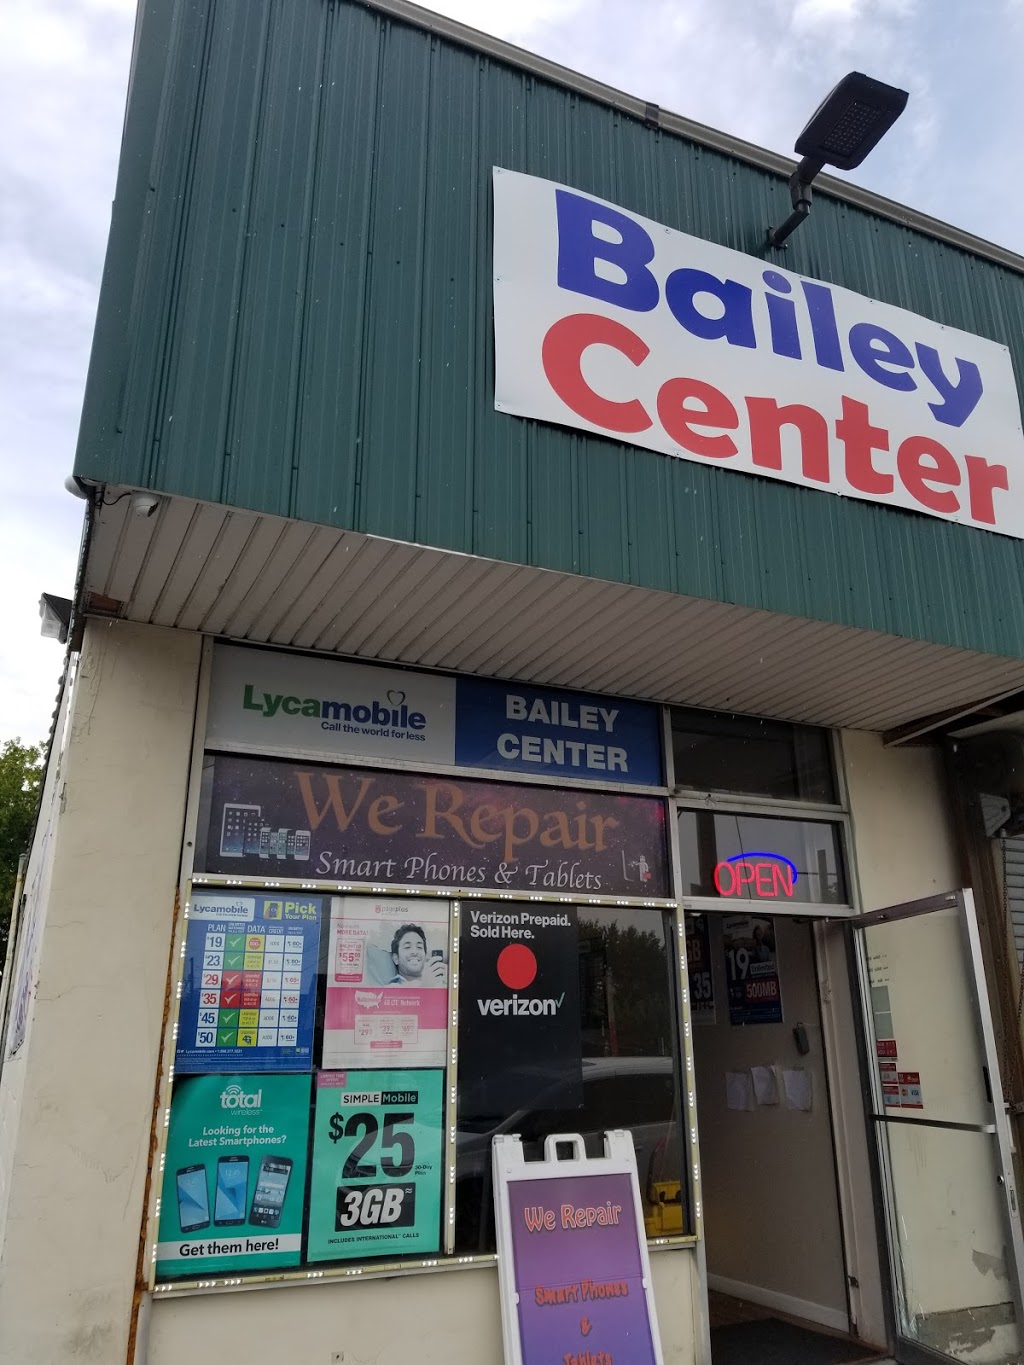 Bailey
Center
Lycamobile
Call the world for less
BAILEY
CENTER
We Repair
Smart Phones & Tablets
OPEN
Lycamobile
Pick
Your Plan
PLAN
DATA
$19
$23
$29
$35
$45
$50
Verizon Prepaid.
Sold Here.
verizon
total
wireless
Looking for the
Latest Smartphones?
Get them here!
SIMPLE Mobile
$25
30-Day
Plan
3GB
INCLUDES INTERNATIONAL CALLS
19
500MB
35
We Repair
Smart Phones
&
Tablets